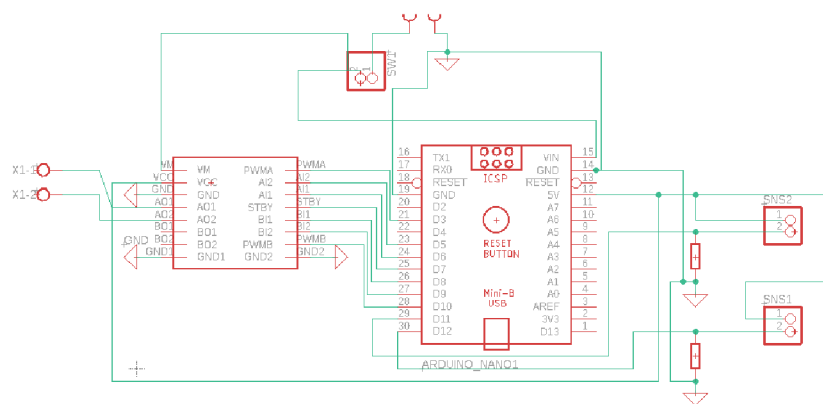 SW1
2 1
X1-1
X1-2
VM
VCC
GND
AO1
AO2
BO2
GND
GND1
VM
VCC
GND
AO1
AO2
BO1
BO2
GND1
PWMA
AI2
AI1
STBY
BI1
BI2
PWMB
GND2
PWMA
AI2
AI1
STBY
BI1
BI2
PWMB
GND2
16 TX1
17 RX0
18 RESET
19 GND
20 D2
21 D3
22 D4
23 D5
24 D6
25 D7
26 D8
27 D9
28 D10
29 D11
30 D12
ICSP
RESET
BUTTON
Mini-B
USB
VIN 15
GND 14
RESET 13
5V 12
A7 11
A6 10
A5 9
A4 8
A3 7
A2 6
A1 5
A0 4
AREF 3
3V3 2
D13 1
ARDUINO_NANO1
SNS2
1
2
SNS1
1
2